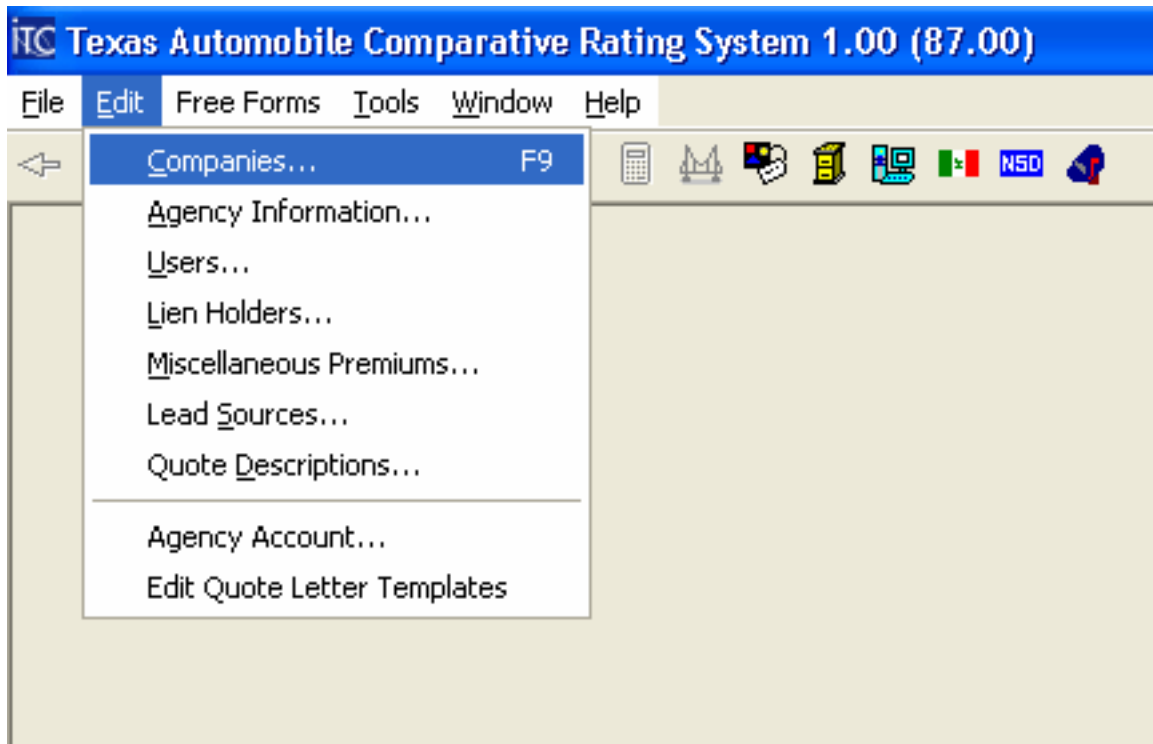 iTC Texas Automobile Comparative Rating System 1.00 (87.00)
File Edit Free Forms Tools Window Help
Companies... F9
NSD
Agency Information...
Users...
Lien Holders...
Miscellaneous Premiums...
Lead Sources...
Quote Descriptions...
Agency Account...
Edit Quote Letter Templates